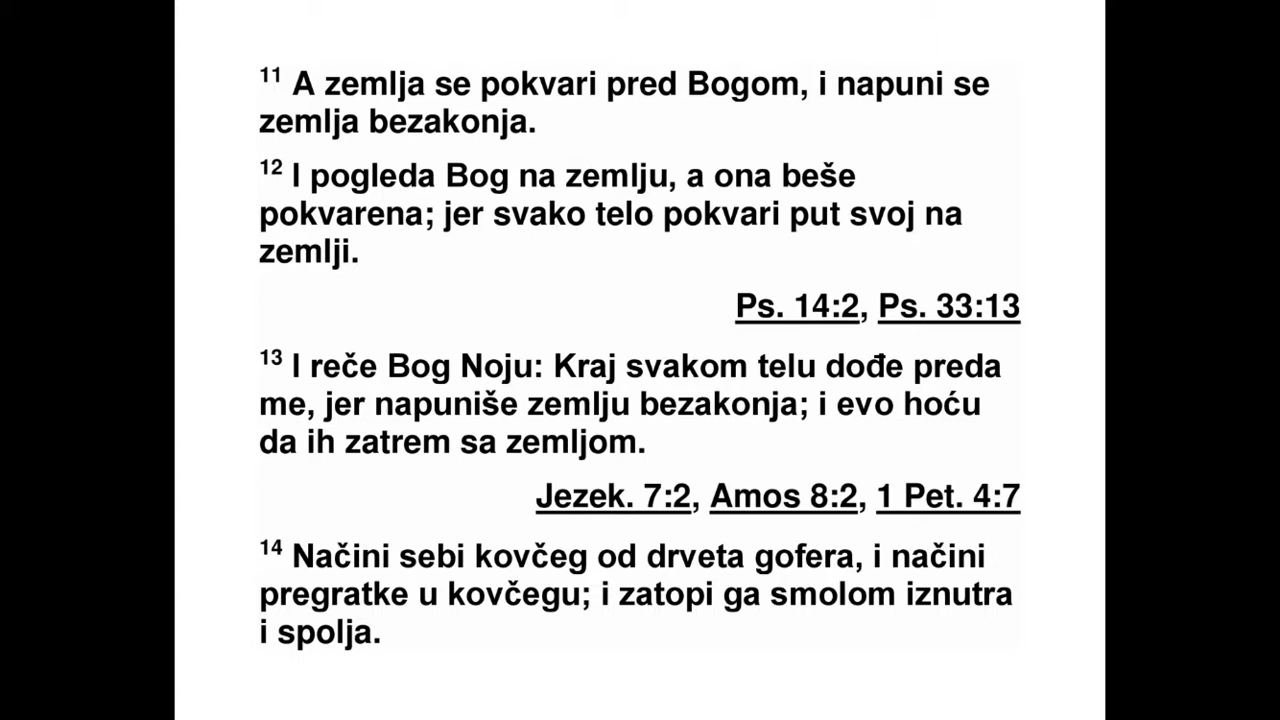 11 A zemlja se pokvari pred Bogom, i napuni se
zemlja bezakonja.
12 I pogleda Bog na zemlju, a ona beše
pokvarena; jer svako telo pokvari put svoj na
zemlji.
Ps. 14:2, Ps. 33:13
13 I reče Bog Noju: Kraj svakom telu dođe preda
me, jer napuniše zemlju bezakonja; i evo hoću
da ih zatrem sa zemljom.
Jezek. 7:2, Amos 8:2, 1 Pet. 4:7
14 Načini sebi kovčeg od drveta gofera, i načini
pregratke u kovčegu; i zatopi ga smolom iznutra
i spolja.